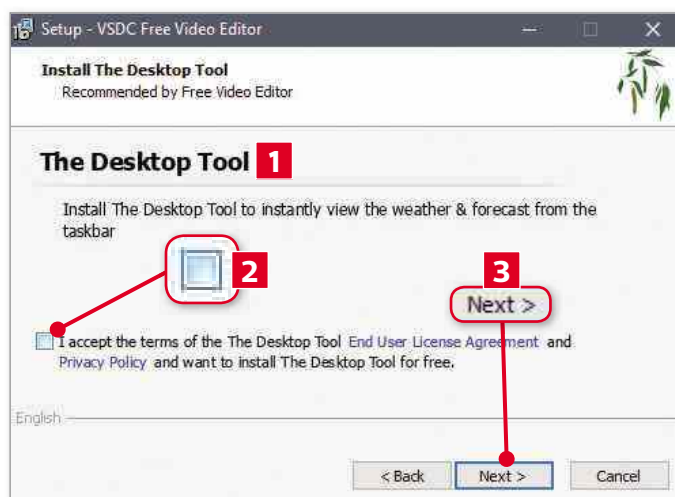 Setup - VSDC Free Video Editor
Install The Desktop Tool
Recommended by Free Video Editor
The Desktop Tool 1
Install The Desktop Tool to instantly view the weather & forecast from the
taskbar
2
3
Next >
I accept the terms of the The Desktop Tool End User License Agreement and
Privacy Policy and want to install The Desktop Tool for free.
English
< Back
Next >
Cancel